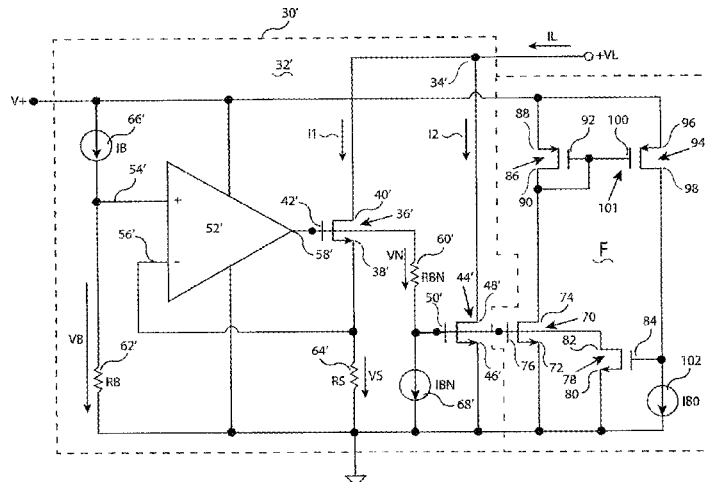 30'
32'
IL
+VL
34'
V+
66'
IB
I1
I2
88
92
100
96
94
86
90
101
98
54'
42'
40'
36'
52'
56'
58'
38'
VN
60'
RBN
F
44'
48'
50'
74
70
82
84
VB
62'
RB
64'
RS
VS
IBN
68'
46'
76
72
78
80
102
I80